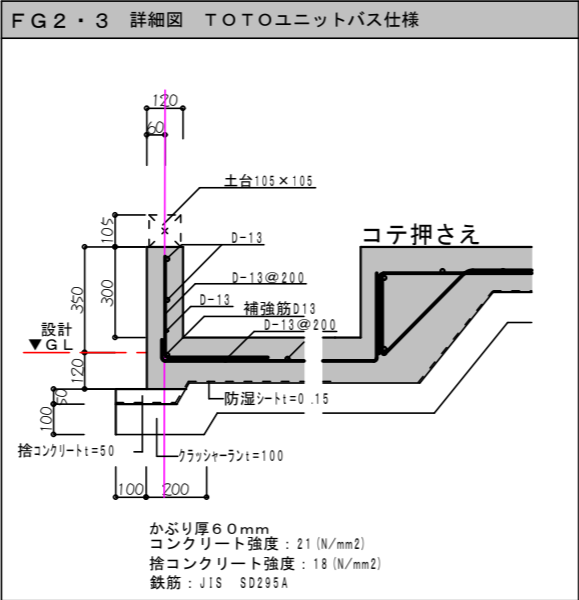 FG2・3 詳細図 TOTOユニットバス仕様
120
60
土台105×105
105
D-13
コテ押さえ
D-13@200
350
300
D-13
補強筋D13
D-13@200
設計
▼GL
120
防湿シートt=0.15
50
100
捨コンクリートt=50
クラッシャーランt=100
100
200
かぶり厚60mm
コンクリート強度：21(N/mm2)
捨コンクリート強度：18(N/mm2)
鉄筋：JIS SD295A